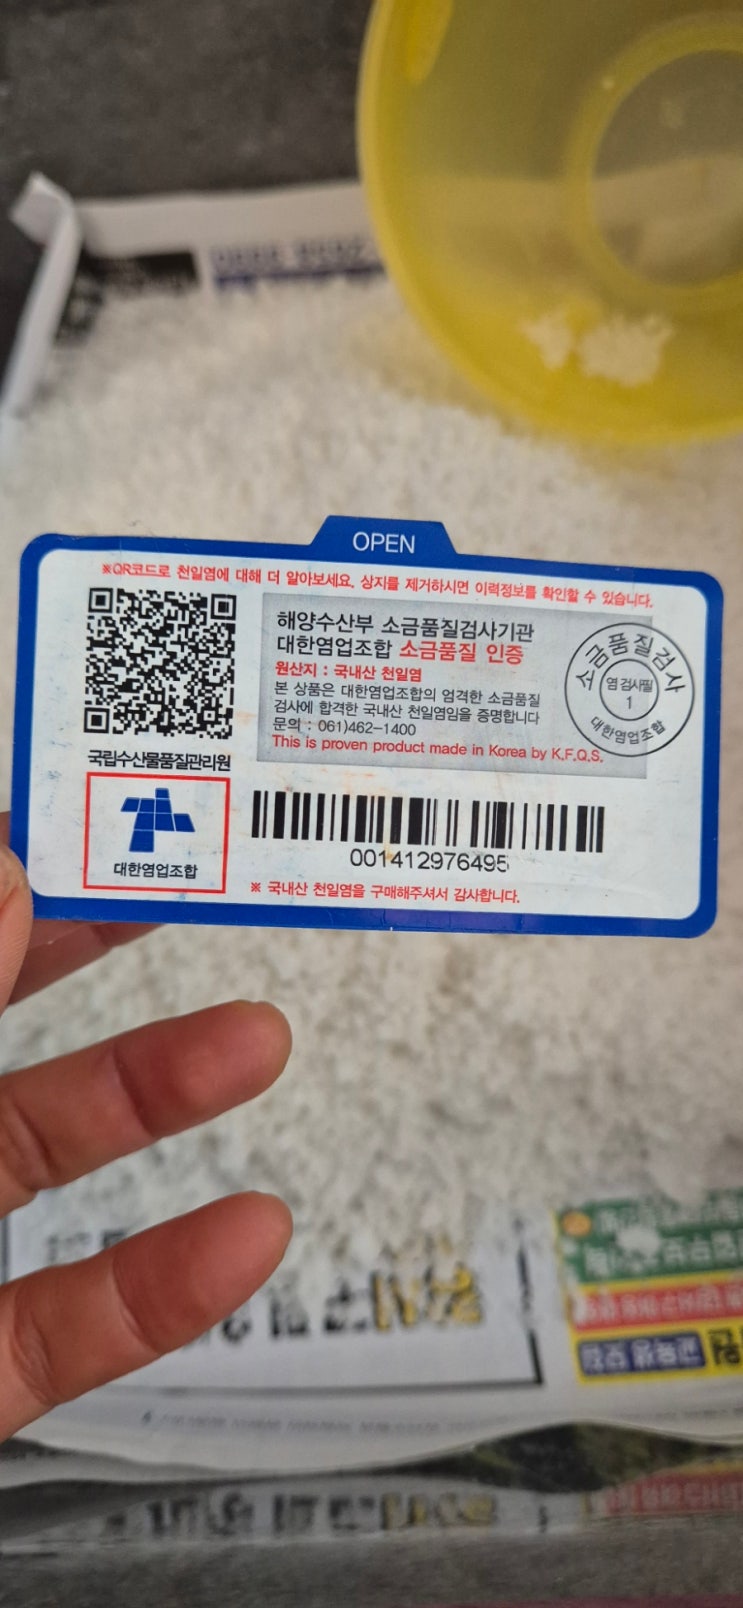 OPEN
※QR코드로 천일염에 대해 더 알아보세요. 상지를 제거하시면 이력정보를 확인할 수 있습니다.
해양수산부 소금품질검사기관
대한염업조합 소금품질 인증
원산지 : 국내산 천일염
본 상품은 대한염업조합의 엄격한 소금품질
검사에 합격한 국내산 천일염임을 증명합니다
문의 : 061)462-1400
This is proven product made in Korea by K.F.Q.S.
소금품질검사
염 검사필
1
대한염업조합
국립수산물품질관리원
대한염업조합
001412976495
※ 국내산 천일염을 구매해주셔서 감사합니다.